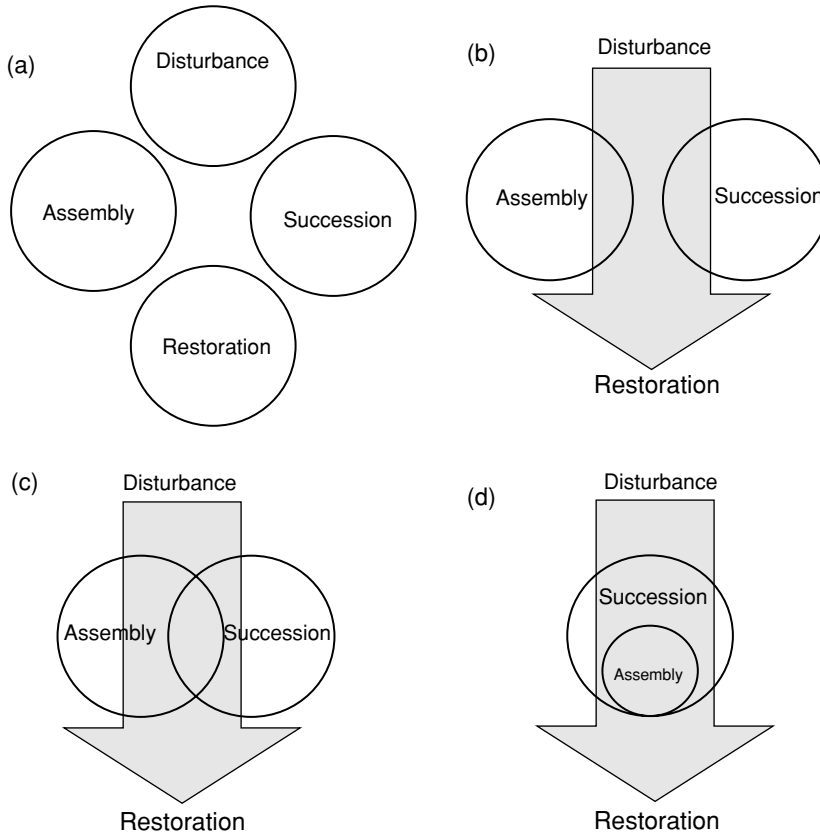 (a)
Disturbance
Assembly
Succession
Restoration
(b)
Disturbance
Assembly
Succession
Restoration
(c)
Disturbance
Assembly
Succession
Restoration
(d)
Disturbance
Succession
Assembly
Restoration